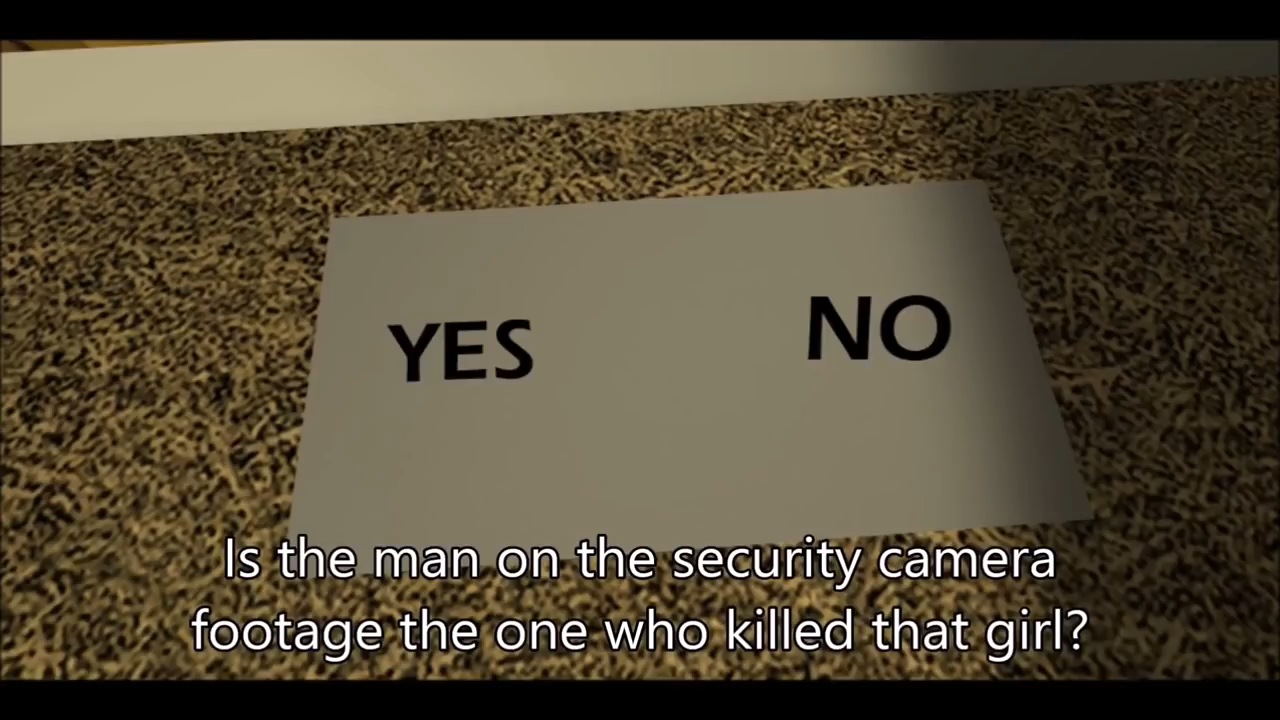 YES NO
Is the man on the security camera
footage the one who killed that girl?